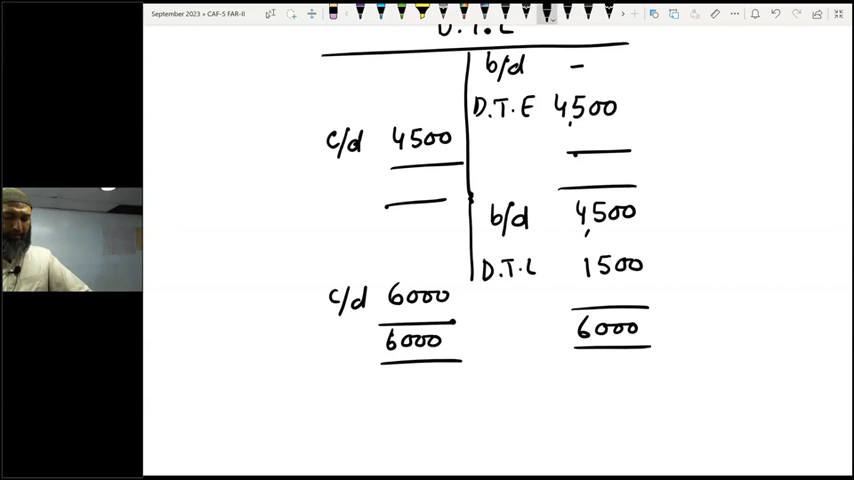 September 2023 » CAF-5 FAR-II
D.T.L
b/d -
D.T.E 4,500
c/d 4500
b/d 4,500
D.T.L 1500
c/d 6000
6000 6000